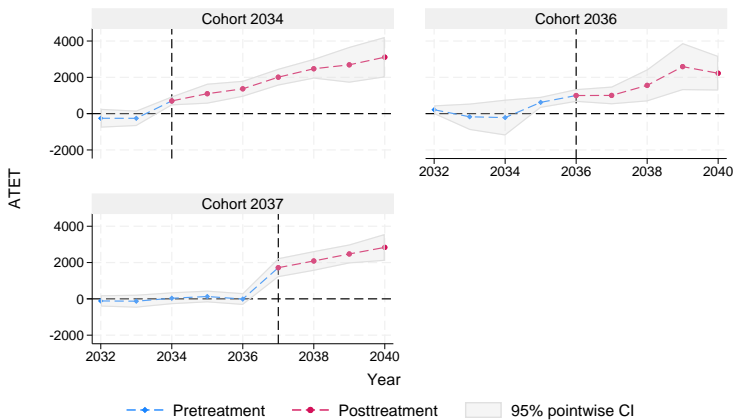 Cohort 2034
Cohort 2036
4000
2000
0
-2000
2032 2034 2036 2038 2040
ATET
Cohort 2037
4000
2000
0
-2000
2032 2034 2036 2038 2040
Year
Pretreatment Posttreatment 95% pointwise CI